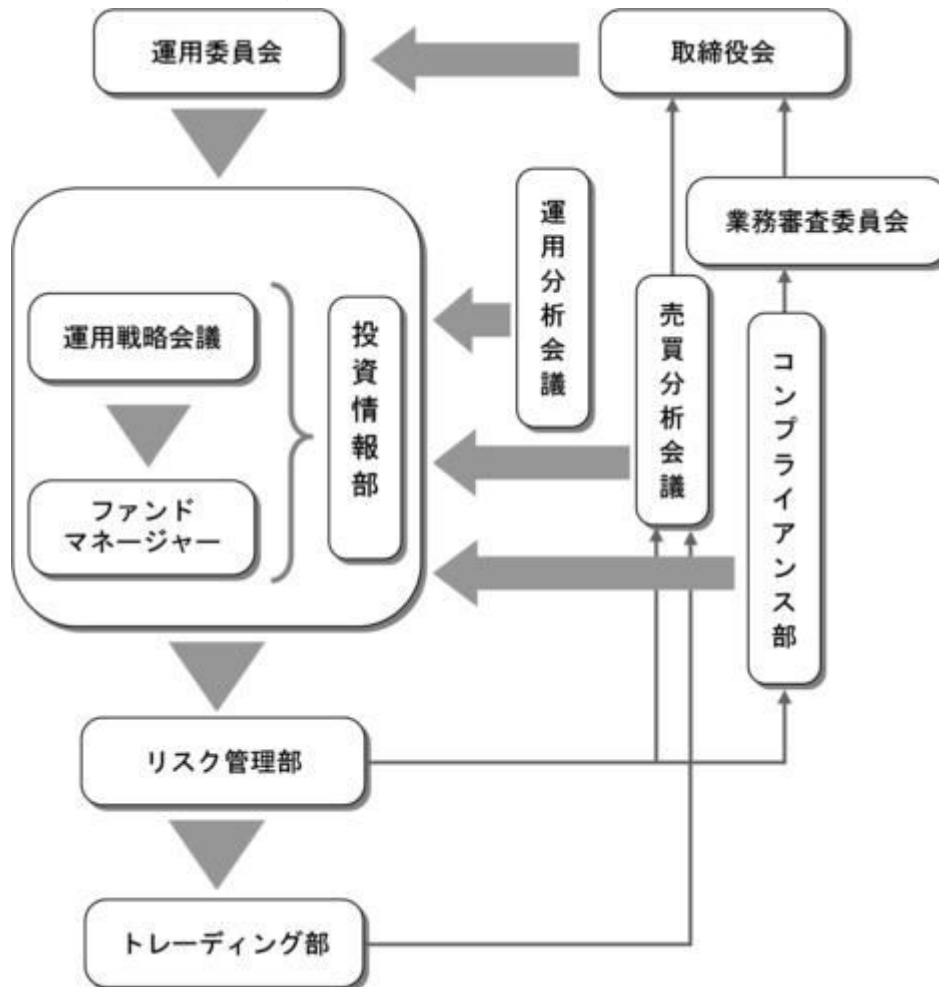 運用委員会
取締役会
運用分析会議
業務審査委員会
運用戦略会議
投資情報部
売買分析会議
コンプライアンス部
ファンド
マネージャー
リスク管理部
トレーディング部